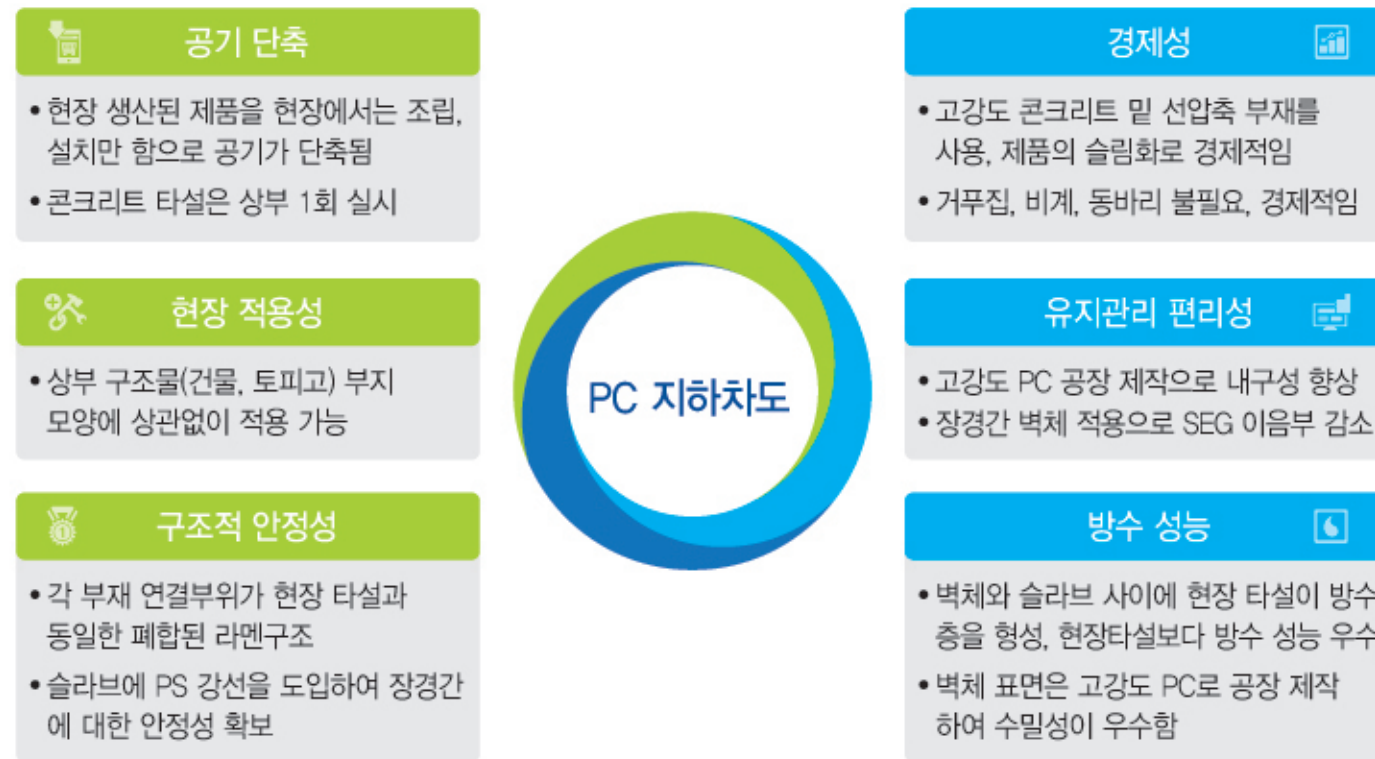 공기 단축
• 현장 생산된 제품을 현장에서는 조립,
설치만 함으로 공기가 단축됨
• 콘크리트 타설은 상부 1회 실시
현장 적용성
• 상부 구조물(건물, 토피고) 부지
모양에 상관없이 적용 가능
구조적 안정성
• 각 부재 연결부위가 현장 타설과
동일한 폐합된 라멘구조
• 슬라브에 PS 강선을 도입하여 장경간
에 대한 안정성 확보
PC 지하차도
경제성
• 고강도 콘크리트 밑 선압축 부재를
사용, 제품의 슬림화로 경제적임
• 거푸집, 비계, 동바리 불필요, 경제적임
유지관리 편리성
• 고강도 PC 공장 제작으로 내구성 향상
• 장경간 벽체 적용으로 SEG 이음부 감소
방수 성능
• 벽체와 슬라브 사이에 현장 타설이 방수
층을 형성, 현장타설보다 방수 성능 우수
• 벽체 표면은 고강도 PC로 공장 제작
하여 수밀성이 우수함